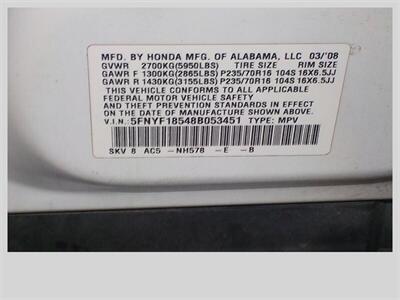 MFD. BY HONDA MFG. OF ALABAMA, LLC 03/'08
GVWR 2700KG(5950LBS) TIRE SIZE RIM SIZE
GAWR F 1300KG(2865LBS) P235/70R16 104S 16X6.5JJ
GAWR R 1430KG(3155LBS) P235/70R16 104S 16X6.5JJ
THIS VEHICLE CONFORMS TO ALL APPLICABLE
FEDERAL MOTOR VEHICLE SAFETY STANDARDS
IN EFFECT ON THE DATE OF MANUFACTURE
SHOWN ABOVE.
V.I.N.: 5FNYF18548B053451 TYPE: MPV
SKV 8 AC5 -NH578 -E -B